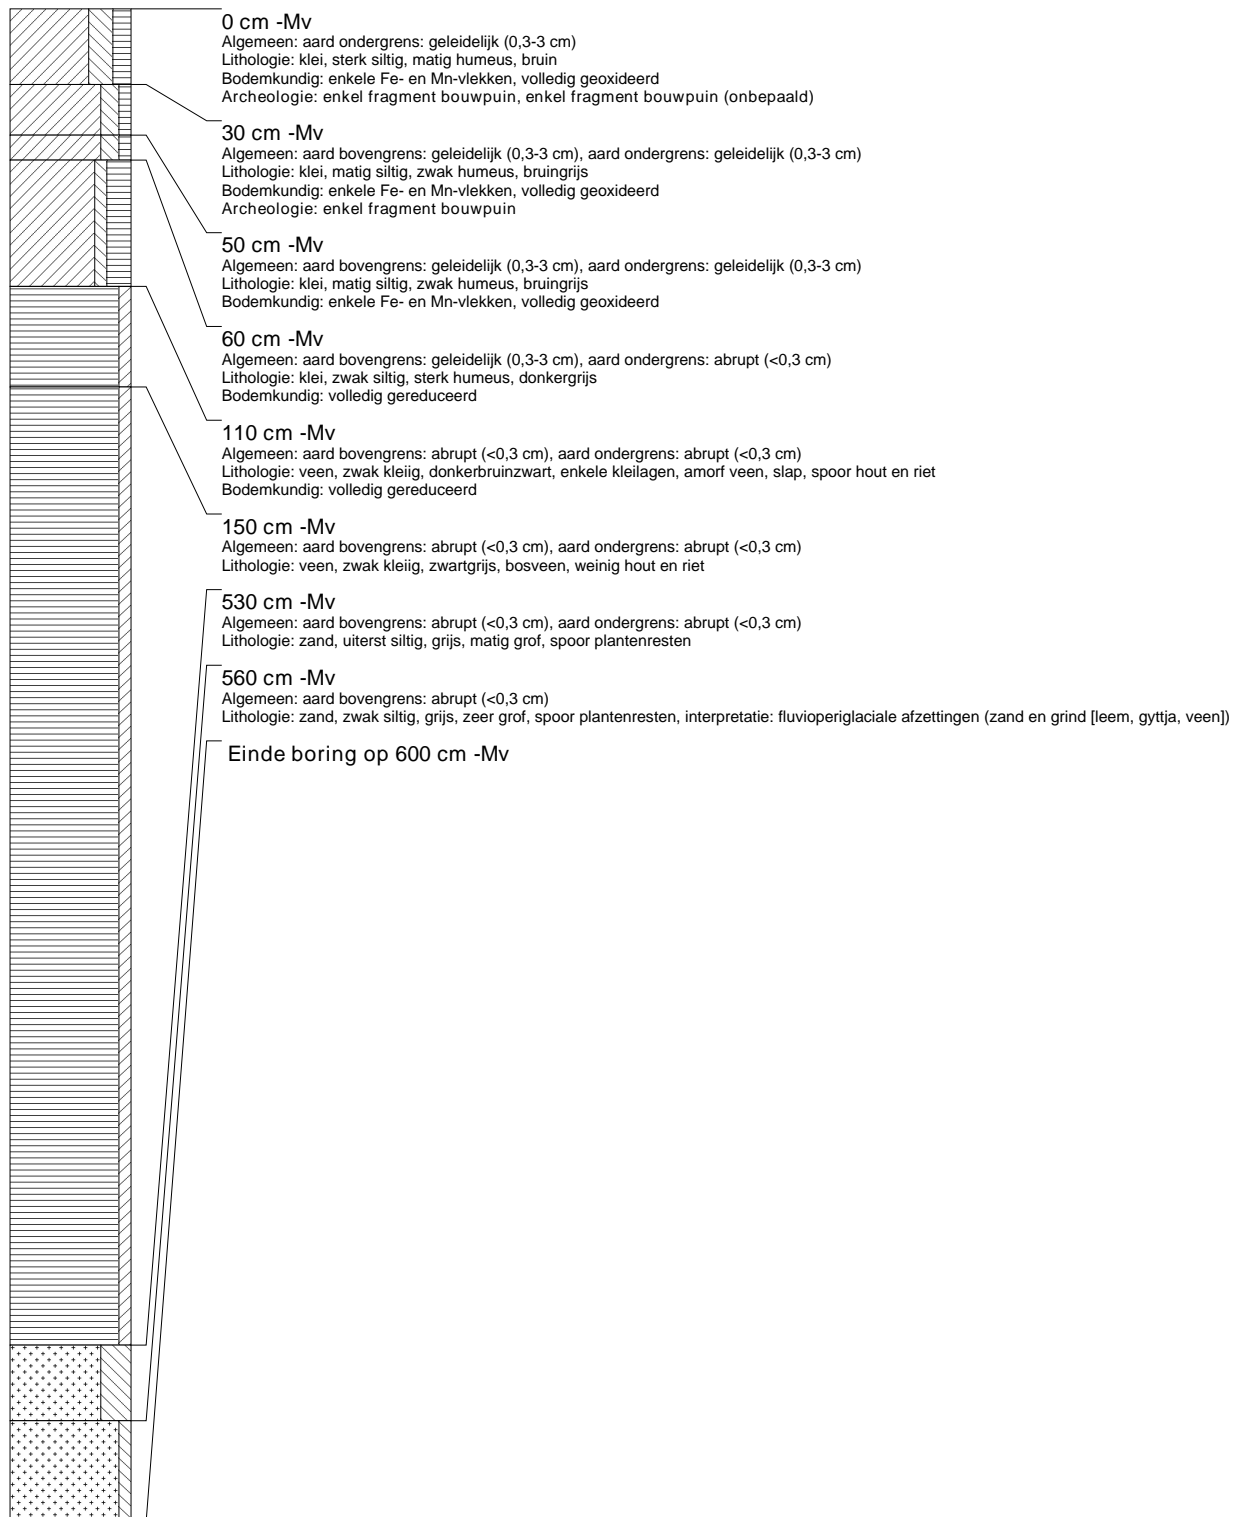 0 cm -Mv
Algemeen: aard ondergrens: geleidelijk (0,3-3 cm)
Lithologie: klei, sterk siltig, matig humeus, bruin
Bodemkundig: enkele Fe- en Mn-vlekken, volledig geoxideerd
Archeologie: enkel fragment bouwpuin, enkel fragment bouwpuin (onbepaald)
30 cm -Mv
Algemeen: aard bovengrens: geleidelijk (0,3-3 cm), aard ondergrens: geleidelijk (0,3-3 cm)
Lithologie: klei, matig siltig, zwak humeus, bruingrijs
Bodemkundig: enkele Fe- en Mn-vlekken, volledig geoxideerd
Archeologie: enkel fragment bouwpuin
50 cm -Mv
Algemeen: aard bovengrens: geleidelijk (0,3-3 cm), aard ondergrens: geleidelijk (0,3-3 cm)
Lithologie: klei, matig siltig, zwak humeus, bruingrijs
Bodemkundig: enkele Fe- en Mn-vlekken, volledig geoxideerd
60 cm -Mv
Algemeen: aard bovengrens: geleidelijk (0,3-3 cm), aard ondergrens: abrupt (<0,3 cm)
Lithologie: klei, zwak siltig, sterk humeus, donkergrijs
Bodemkundig: volledig gereduceerd
110 cm -Mv
Algemeen: aard bovengrens: abrupt (<0,3 cm), aard ondergrens: abrupt (<0,3 cm)
Lithologie: veen, zwak kleiig, donkerbruinzwart, enkele kleilagen, amorf veen, slap, spoor hout en riet
Bodemkundig: volledig gereduceerd
150 cm -Mv
Algemeen: aard bovengrens: abrupt (<0,3 cm), aard ondergrens: abrupt (<0,3 cm)
Lithologie: veen, zwak kleiig, zwartgrijs, bosveen, weinig hout en riet
530 cm -Mv
Algemeen: aard bovengrens: abrupt (<0,3 cm), aard ondergrens: abrupt (<0,3 cm)
Lithologie: zand, uiterst siltig, grijs, matig grof, spoor plantenresten
560 cm -Mv
Algemeen: aard bovengrens: abrupt (<0,3 cm)
Lithologie: zand, zwak siltig, grijs, zeer grof, spoor plantenresten, interpretatie: fluvioperiglaciale afzettingen (zand en grind [leem, gyttja, veen])
Einde boring op 600 cm -Mv